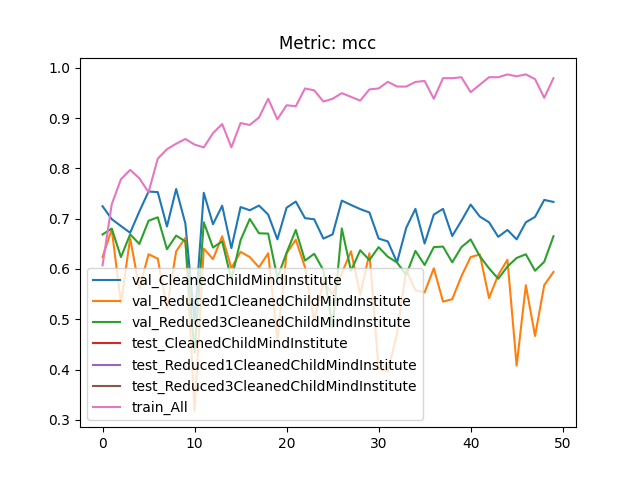 Metric: mcc
1.0
0.9
0.8
0.7
0.6
0.5
0.4
0.3
val_CleanedChildMindInstitute
val_Reduced1CleanedChildMindInstitute
val_Reduced3CleanedChildMindInstitute
test_CleanedChildMindInstitute
test_Reduced1CleanedChildMindInstitute
test_Reduced3CleanedChildMindInstitute
train_All
0 10 20 30 40 50